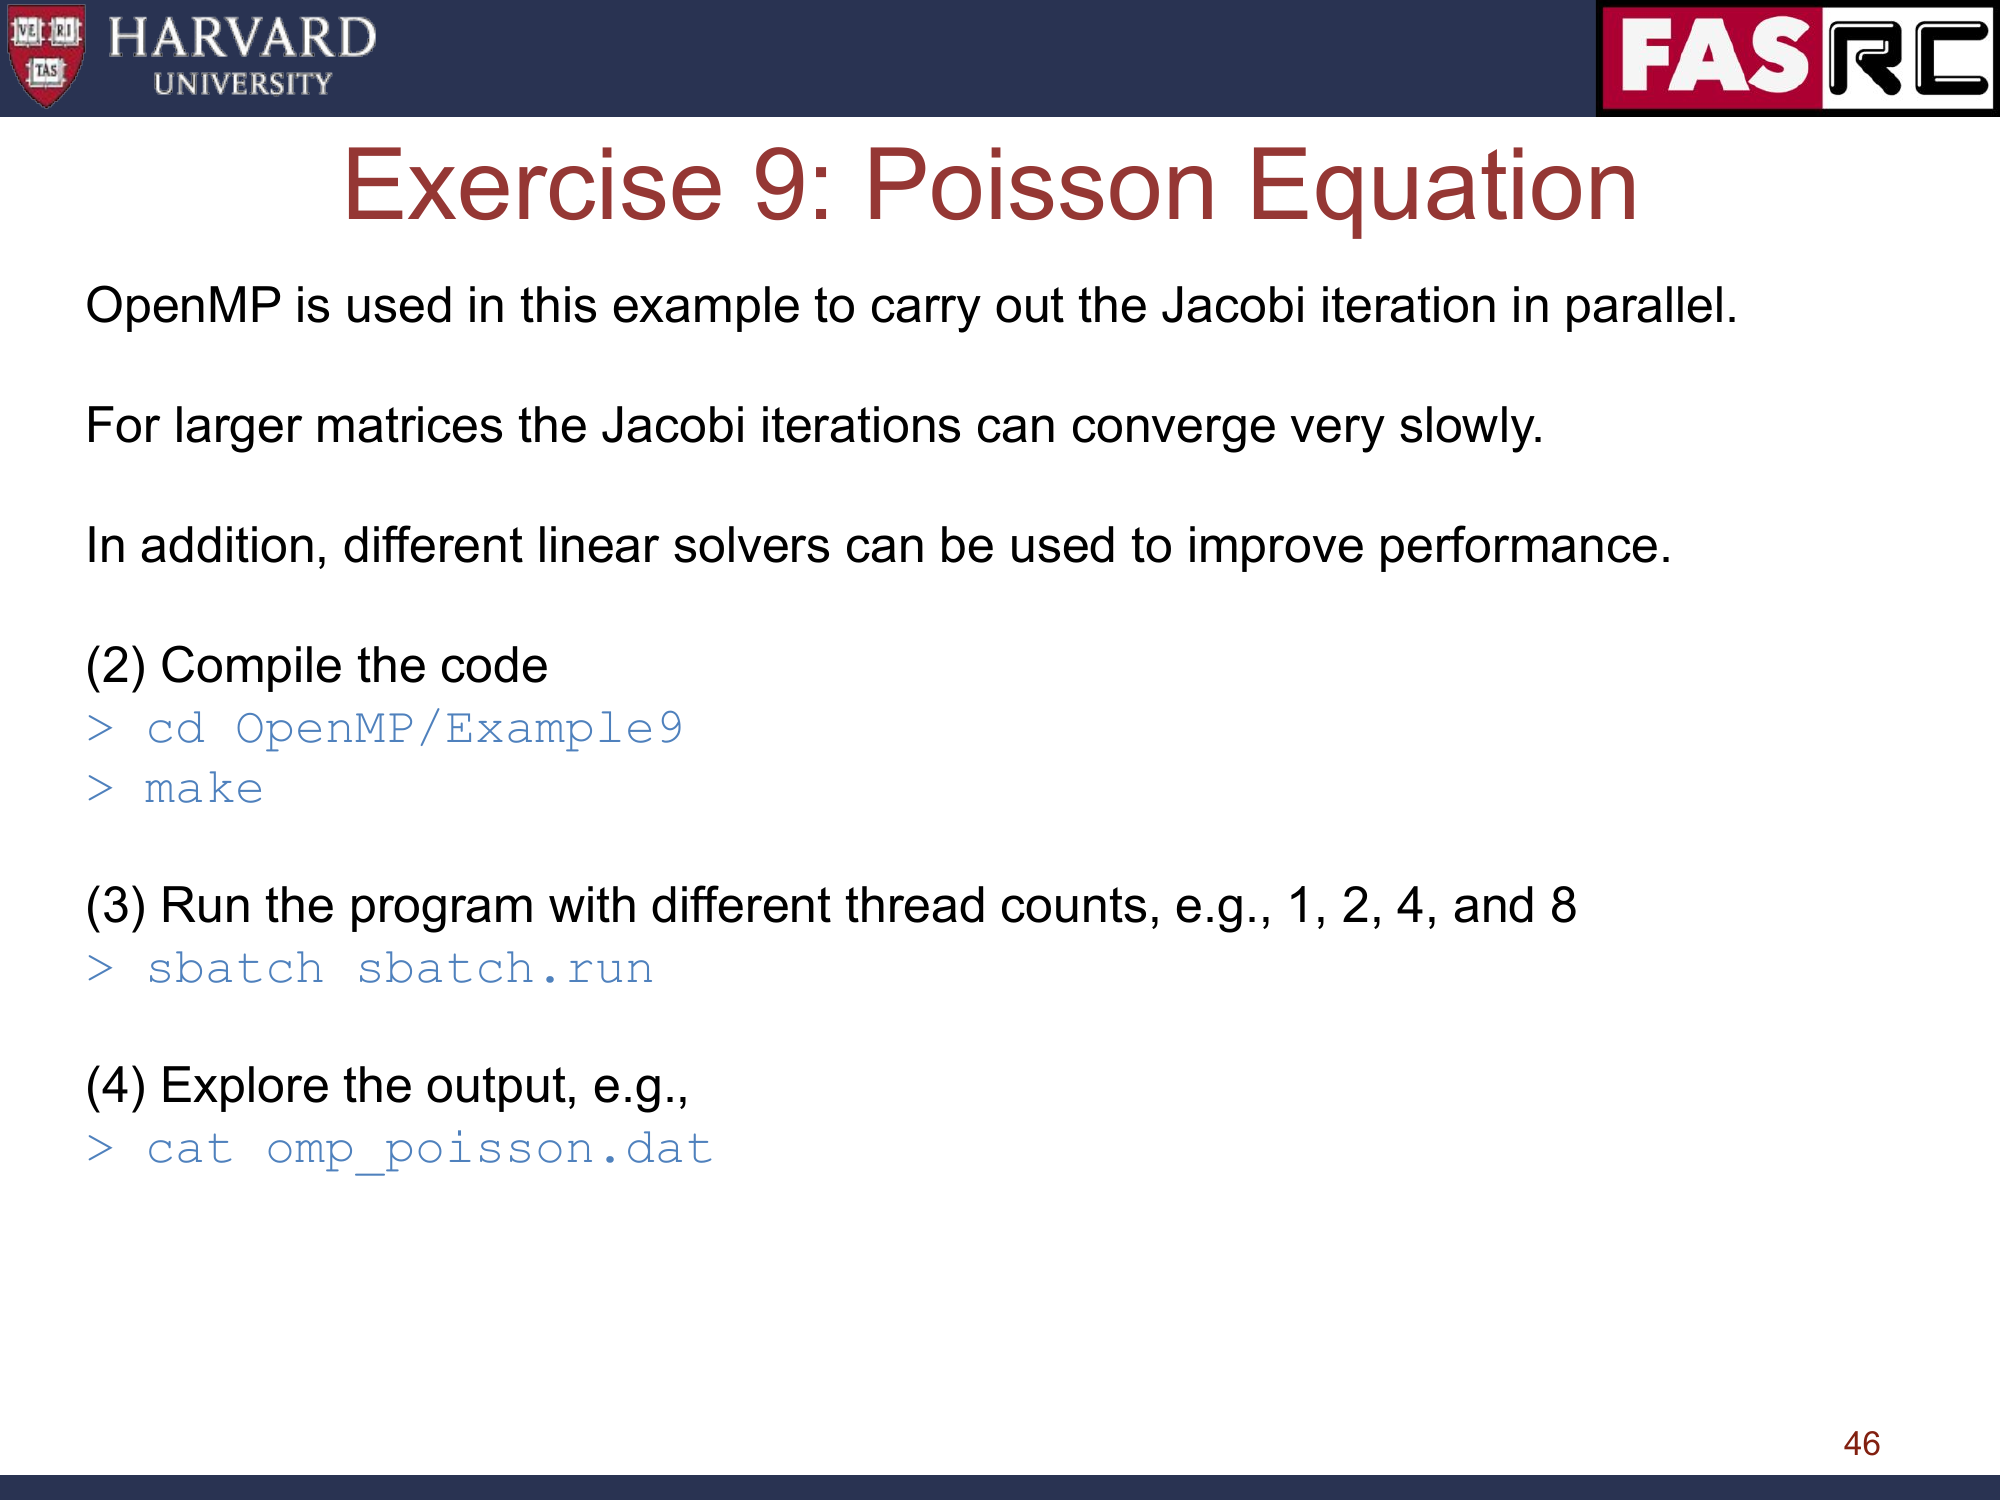 VE RI
TAS
HARVARD
UNIVERSITY
FASRC
Exercise 9: Poisson Equation
OpenMP is used in this example to carry out the Jacobi iteration in parallel.
For larger matrices the Jacobi iterations can converge very slowly.
In addition, different linear solvers can be used to improve performance.
(2) Compile the code
> cd OpenMP/Example9
> make
(3) Run the program with different thread counts, e.g., 1, 2, 4, and 8
> sbatch sbatch.run
(4) Explore the output, e.g.,
> cat omp_poisson.dat
46